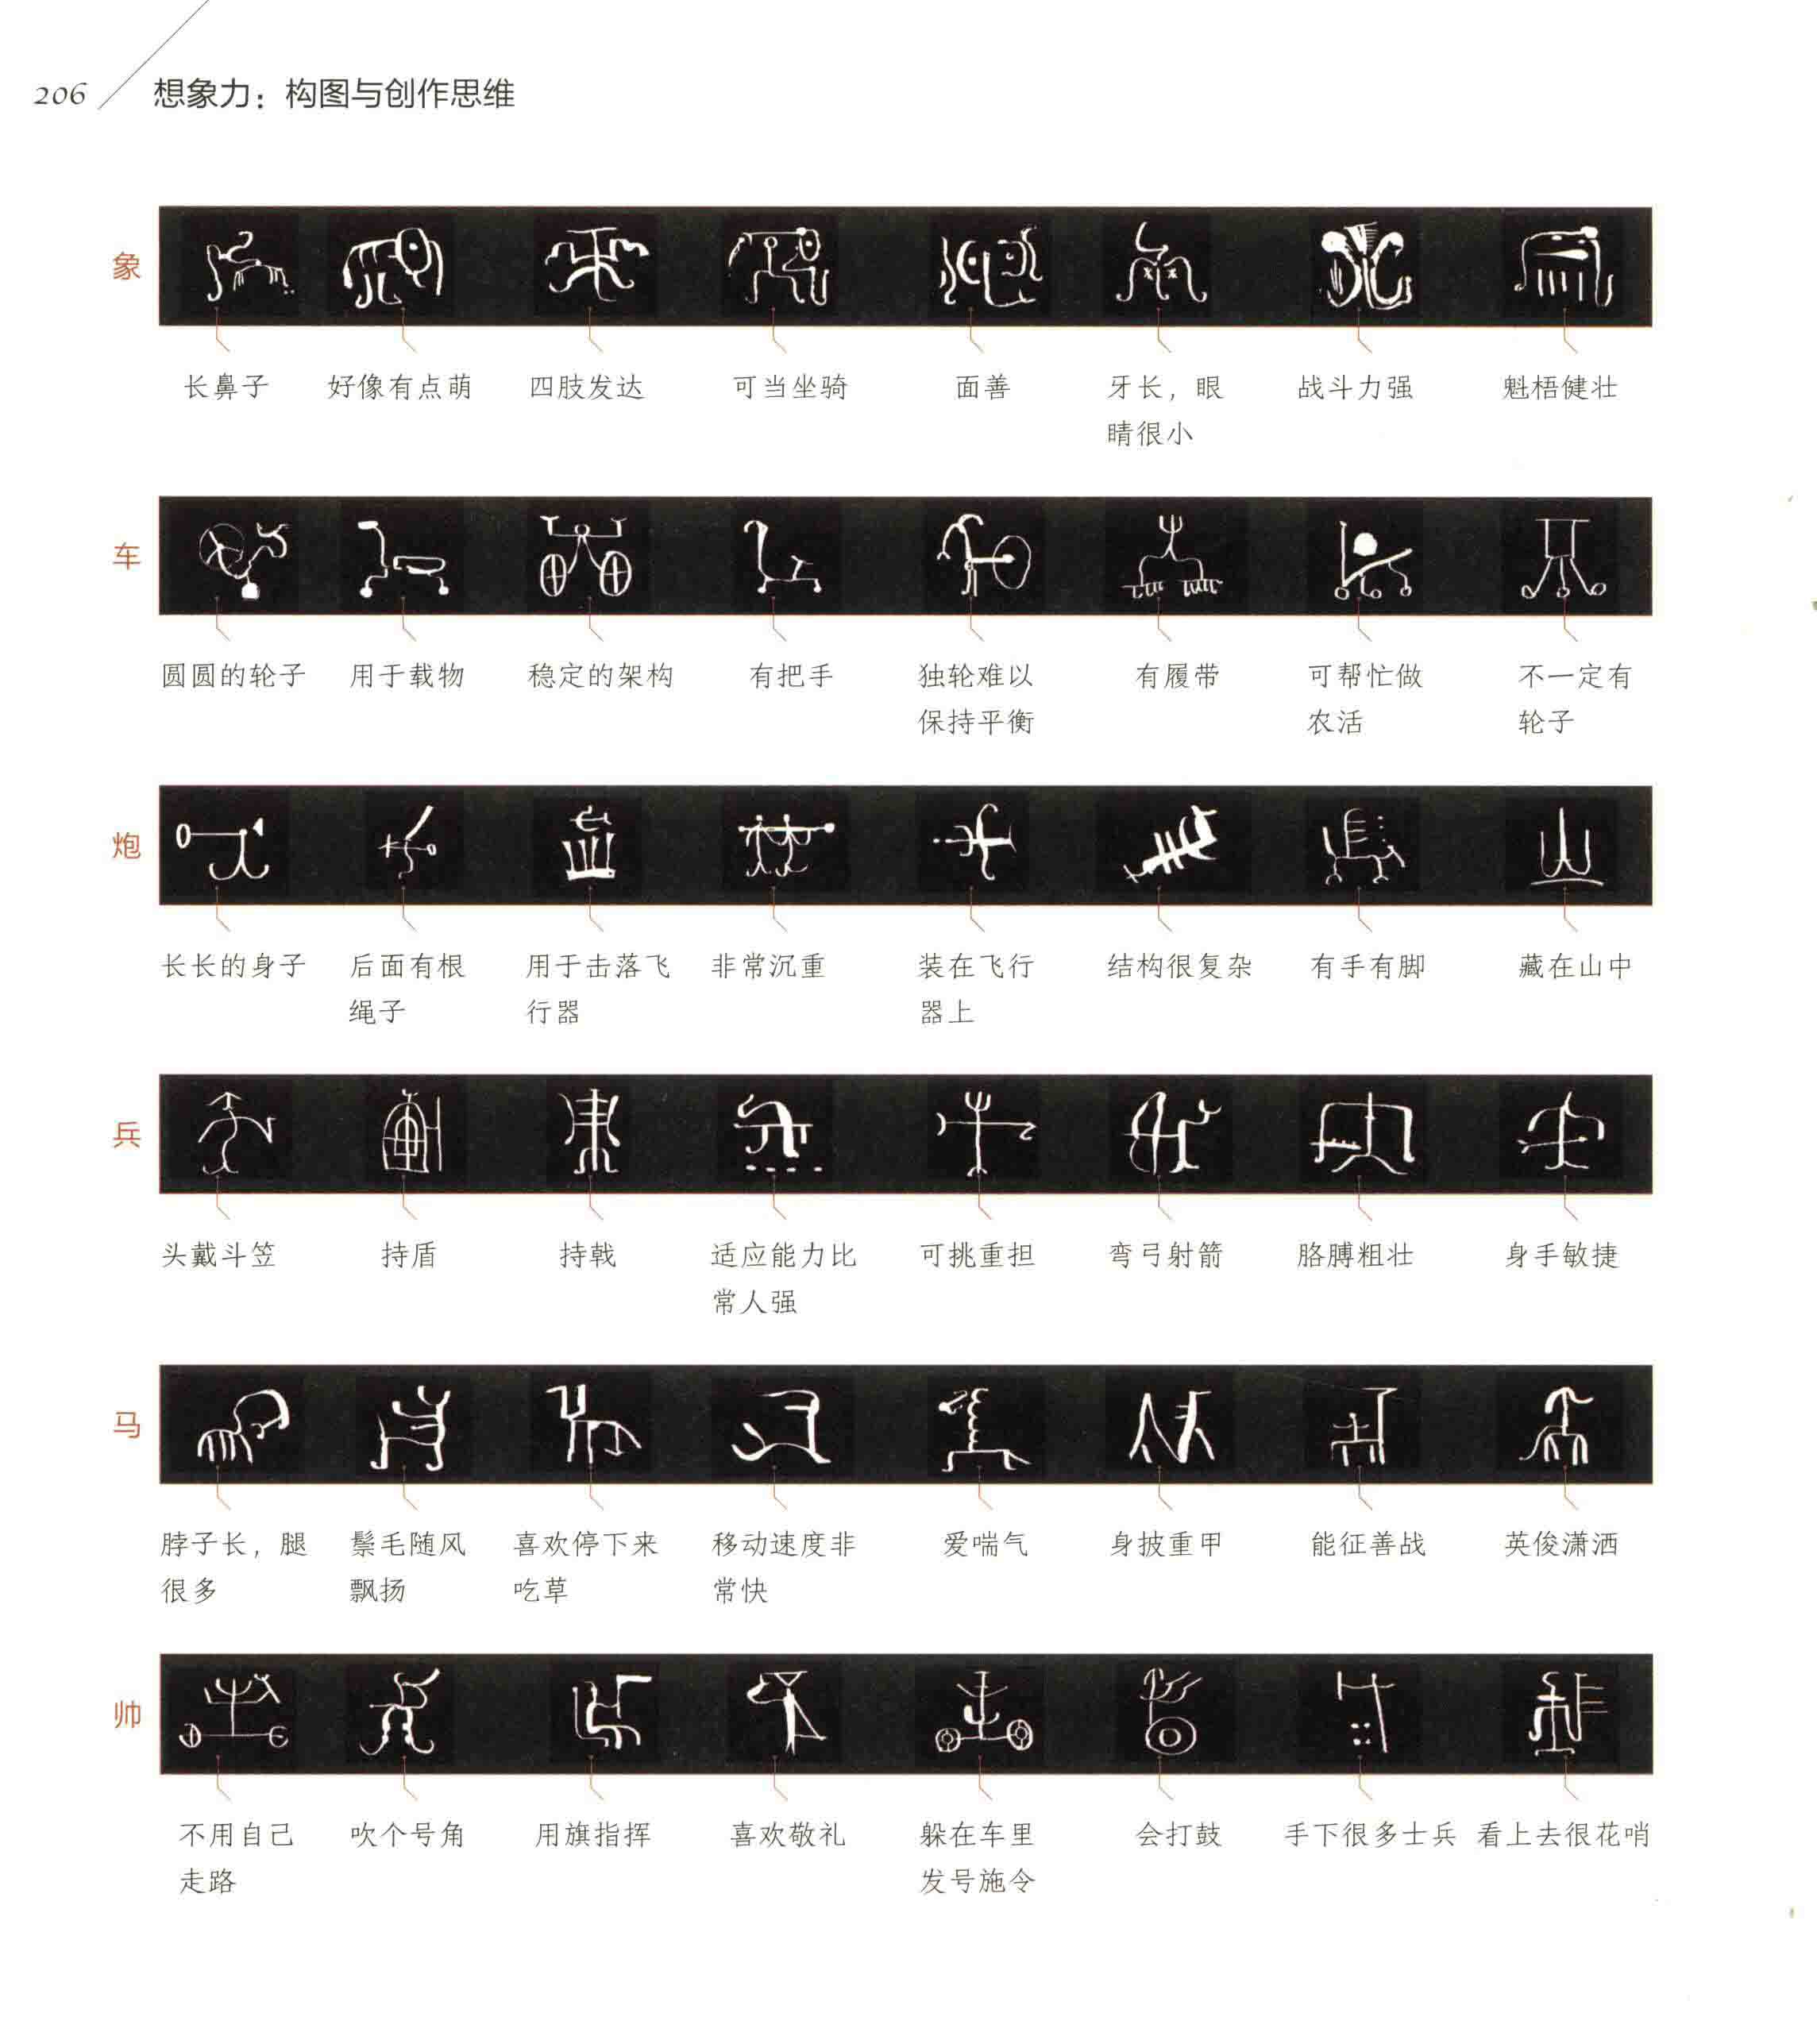 206
想象力：构图与创作思维
象
长鼻子 好像有点萌 四肢发达 可当坐骑 面善 牙长，眼 战斗力强 魁梧健壮
睛很小
车
圆圆的轮子 用于载物 稳定的架构 有把手 独轮难以 有履带 可帮忙做 不一定有
保持平衡 农活 轮子
炮
长长的身子 后面有根 用于击落飞 非常沉重 装在飞行 结构很复杂 有手有脚 藏在山中
绳子 行器 器上
兵
头戴斗笠 持盾 持戟 适应能力比 可挑重担 弯弓射箭 胳膊粗壮 身手敏捷
常人强
马
脖子长，腿 鬃毛随风 喜欢停下来 移动速度非 爱喘气 身披重甲 能征善战 英俊潇洒
很多 飘扬 吃草 常快
帅
不用自己 吹个号角 用旗指挥 喜欢敬礼 躲在车里 会打鼓 手下很多士兵 看上去很花哨
走路 发号施令